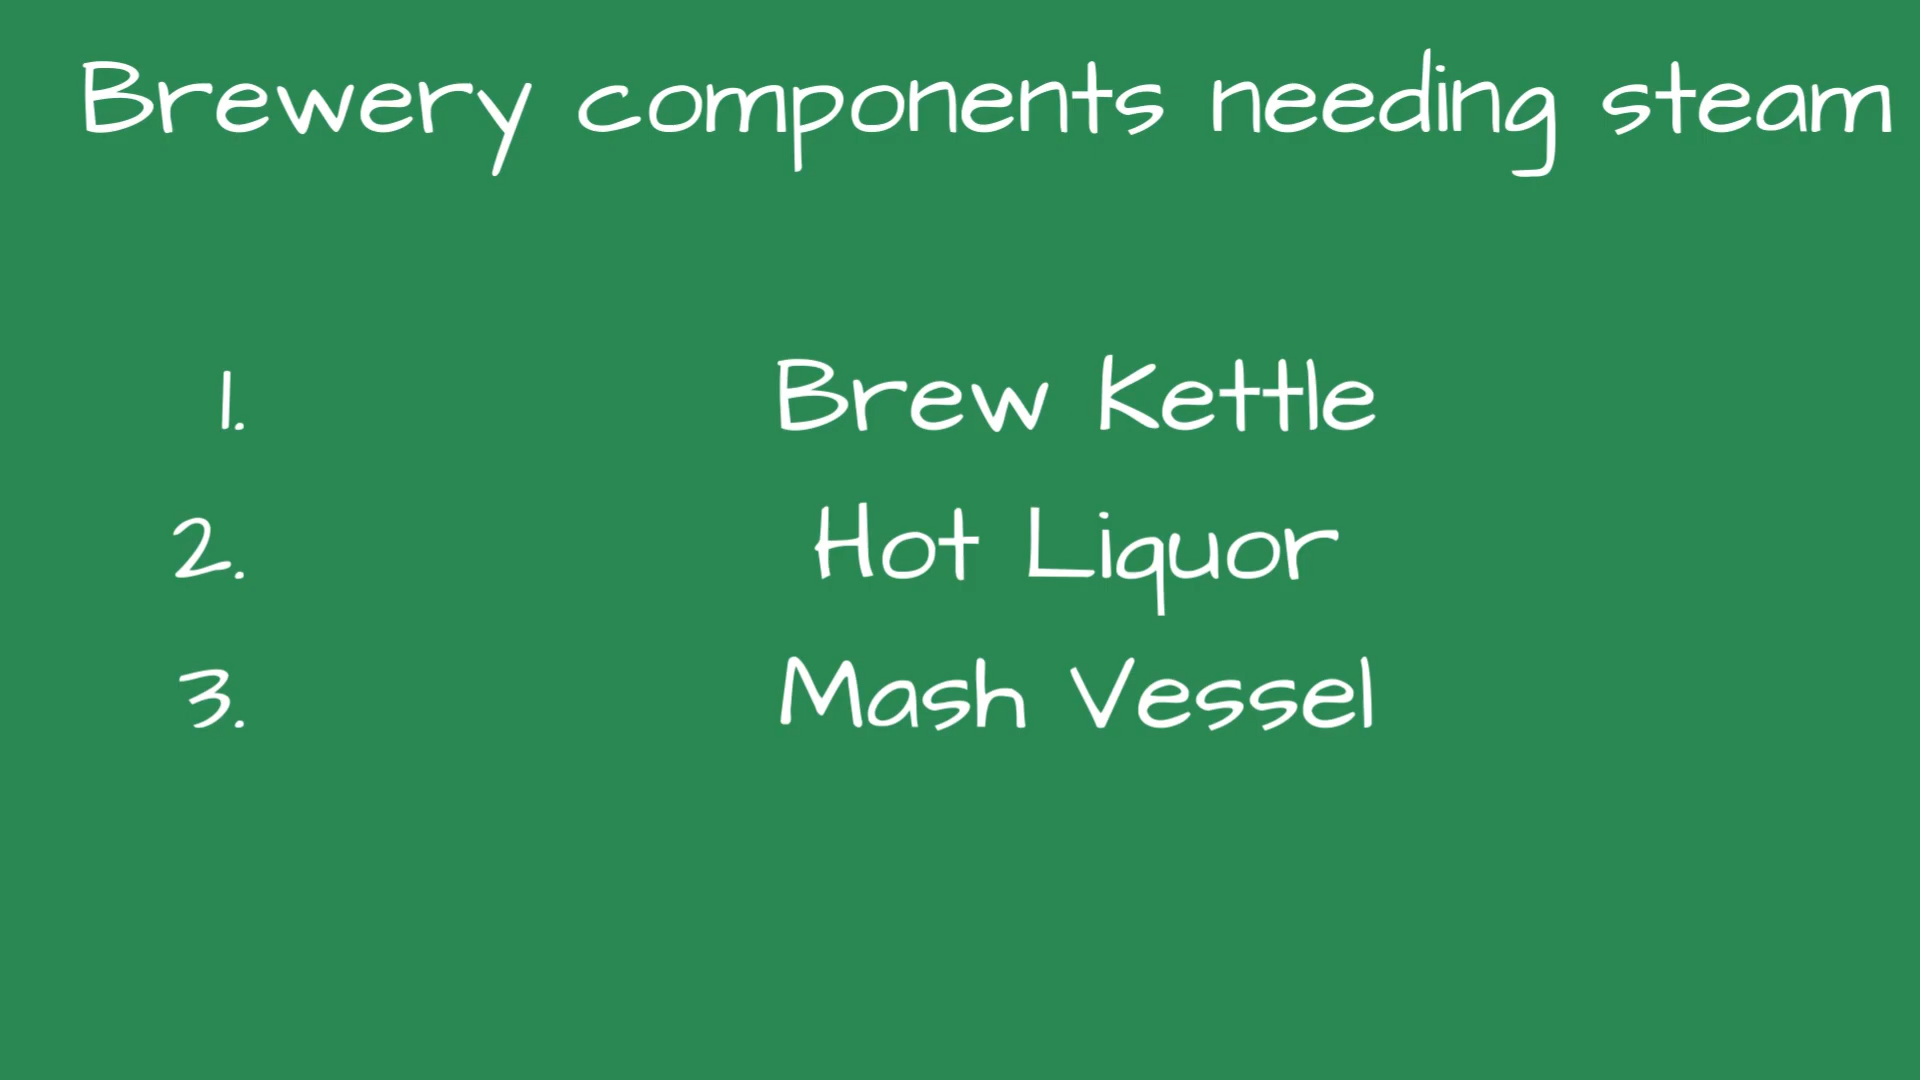 Brewery components needing steam
1. Brew Kettle
2. Hot Liquor
3. Mash Vessel